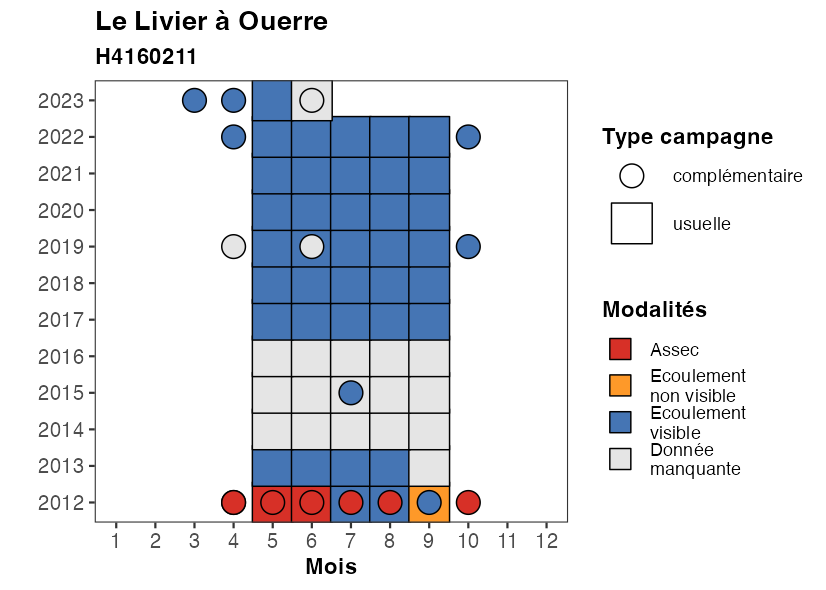 Le Livier à Ouerre
H4160211
2023
2022
2021
2020
2019
2018
2017
2016
2015
2014
2013
2012
1 2 3 4 5 6 7 8 9 10 11 12
Mois
Type campagne
complémentaire
usuelle
Modalités
Assec
Ecoulement
non visible
Ecoulement
visible
Donnée
manquante